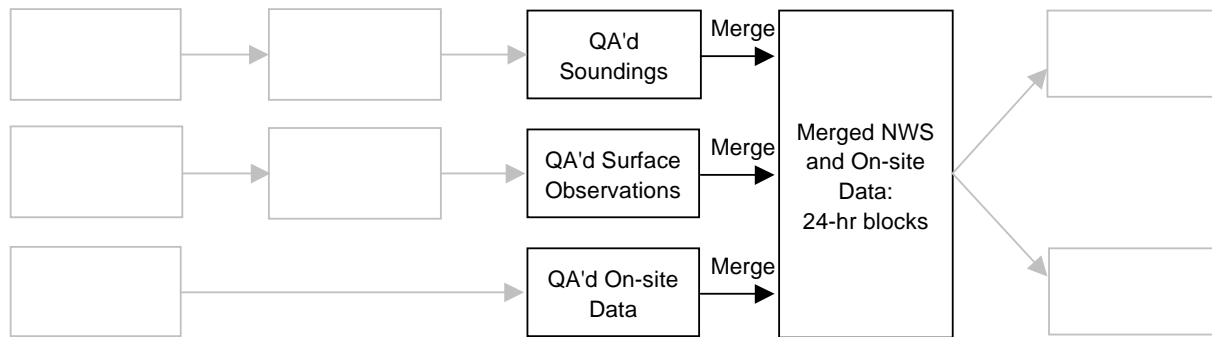 QA'd
Soundings
Merge
QA'd Surface
Observations
Merge
QA'd On-site
Data
Merge
Merged NWS
and On-site
Data:
24-hr blocks